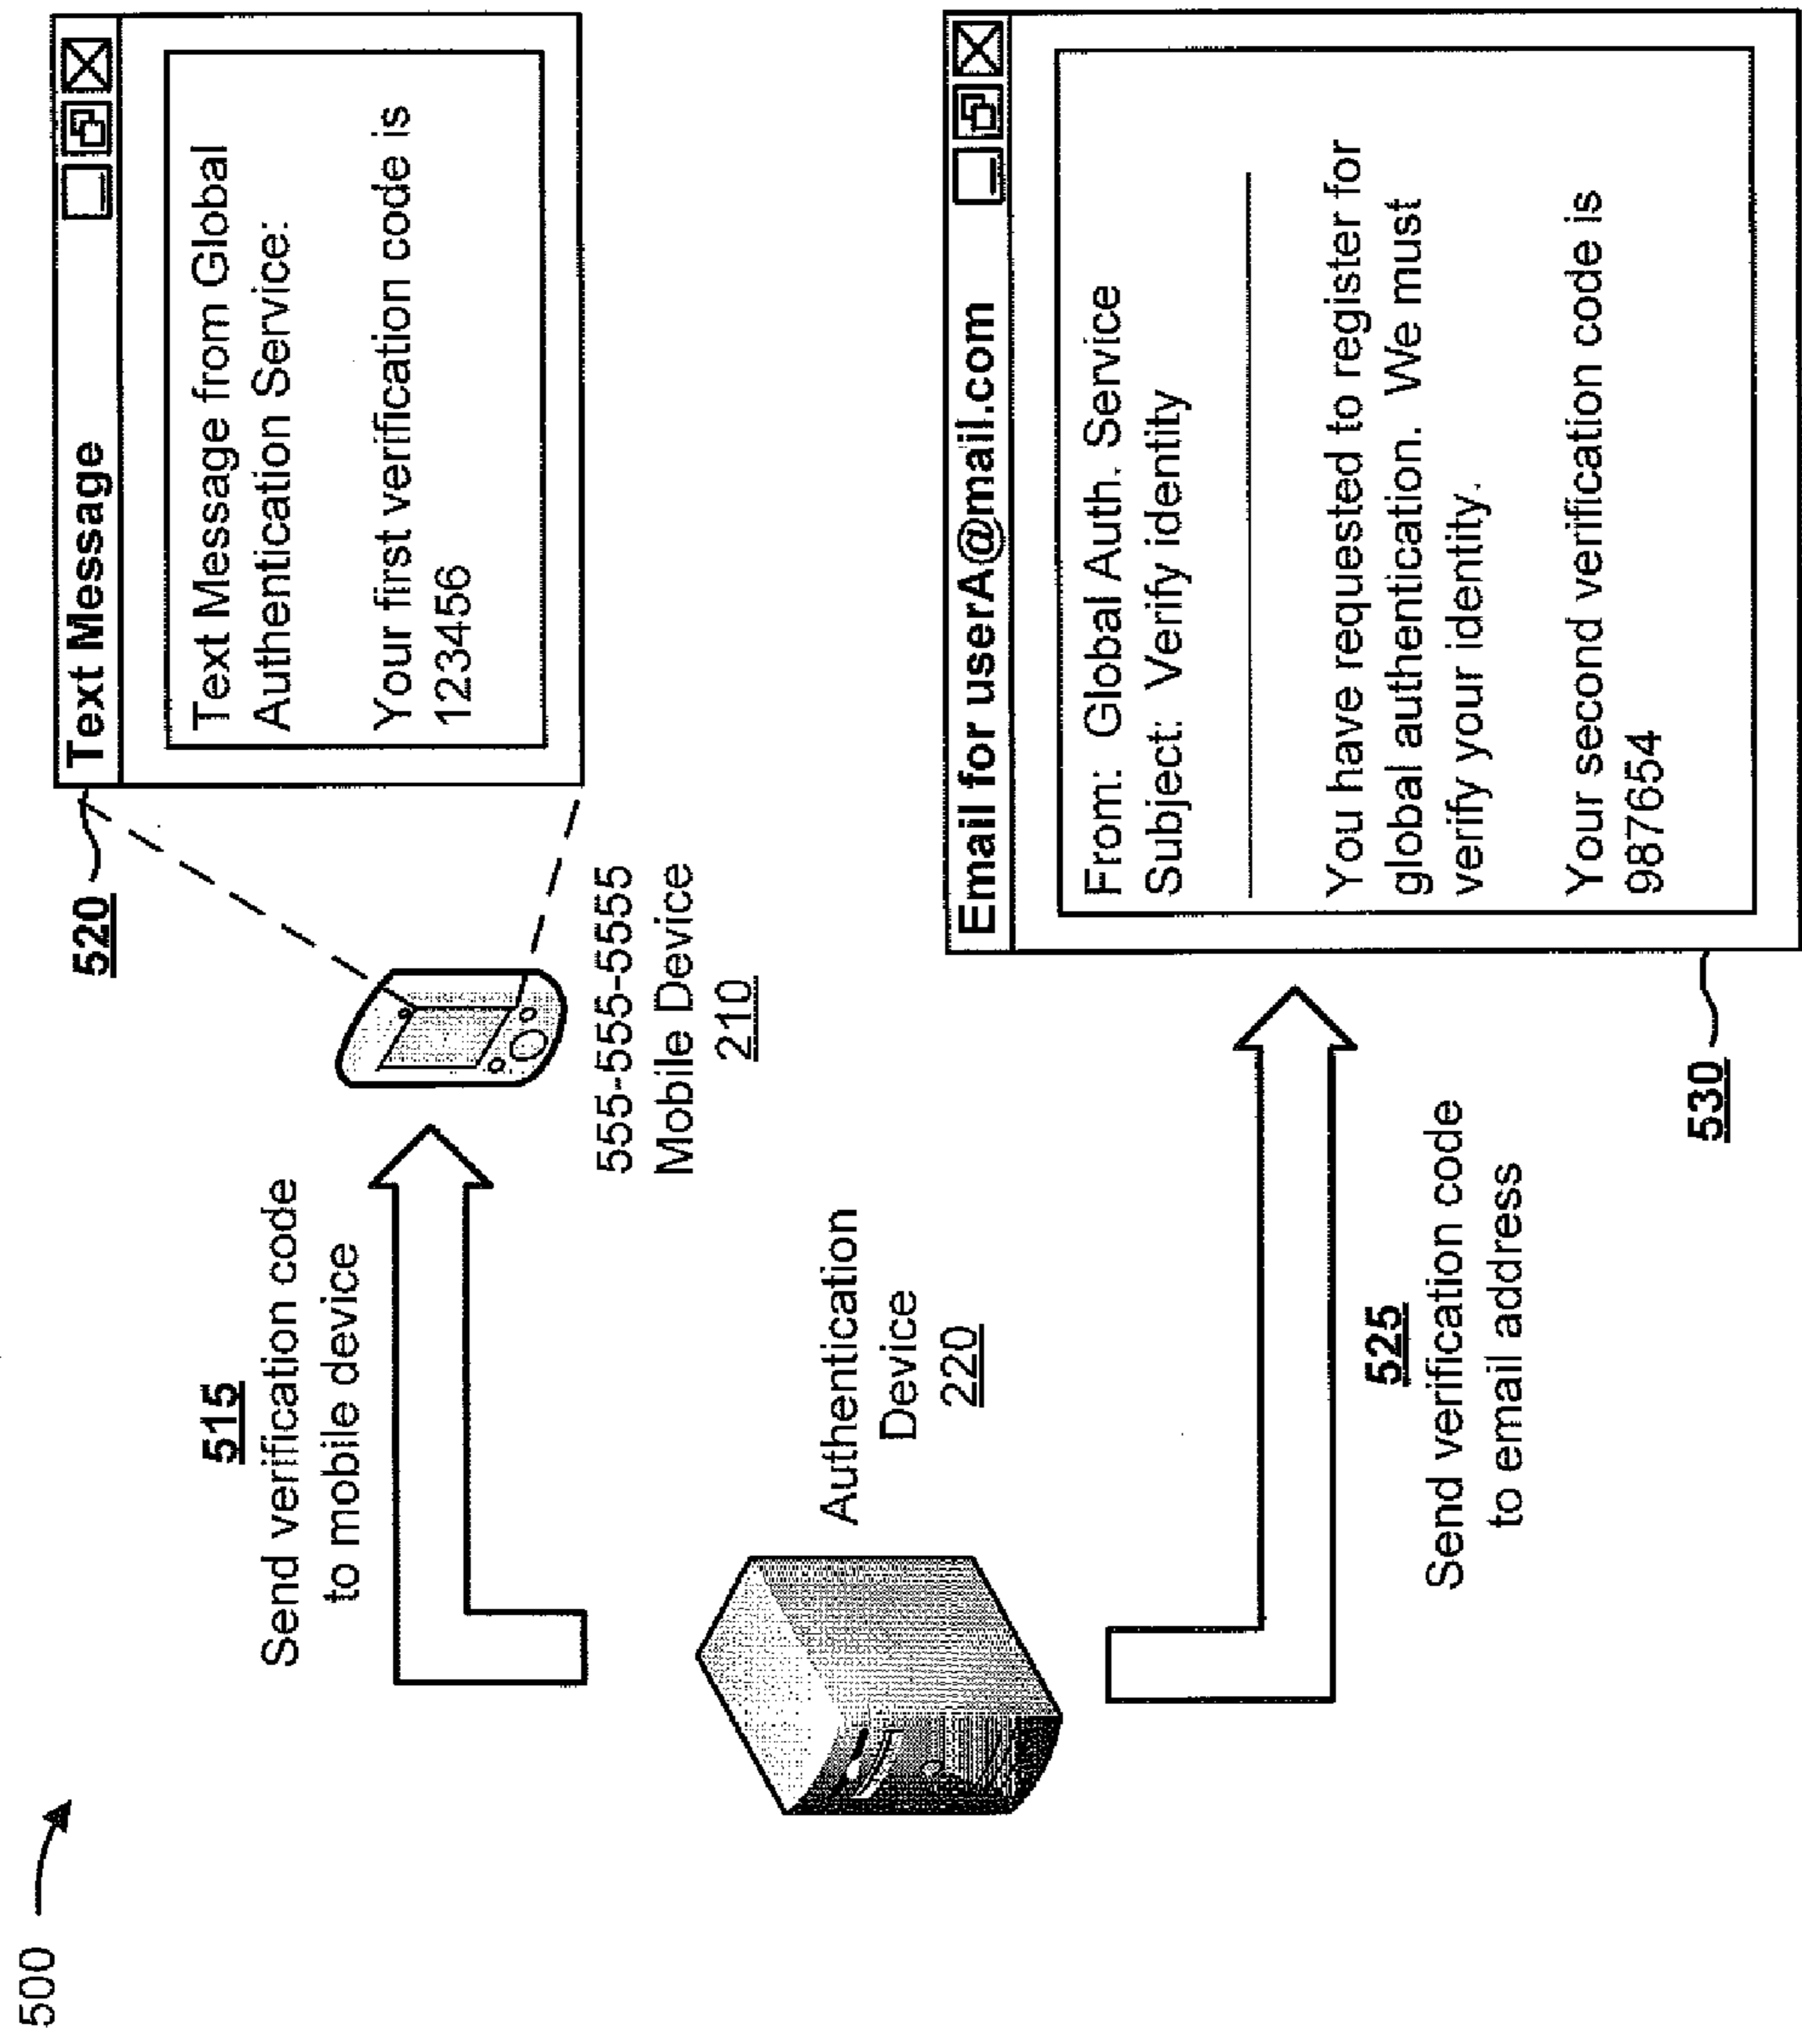 500
515
Send verification code
to mobile device
555-555-5555
Mobile Device
210
520
Text Message
Text Message from Global
Authentication Service:
Your first verification code is
123456
Authentication
Device
220
525
Send verification code
to email address
530
Email for userA@mail.com
From: Global Auth. Service
Subject: Verify identity
You have requested to register for
global authentication. We must
verify your identity.
Your second verification code is
987654